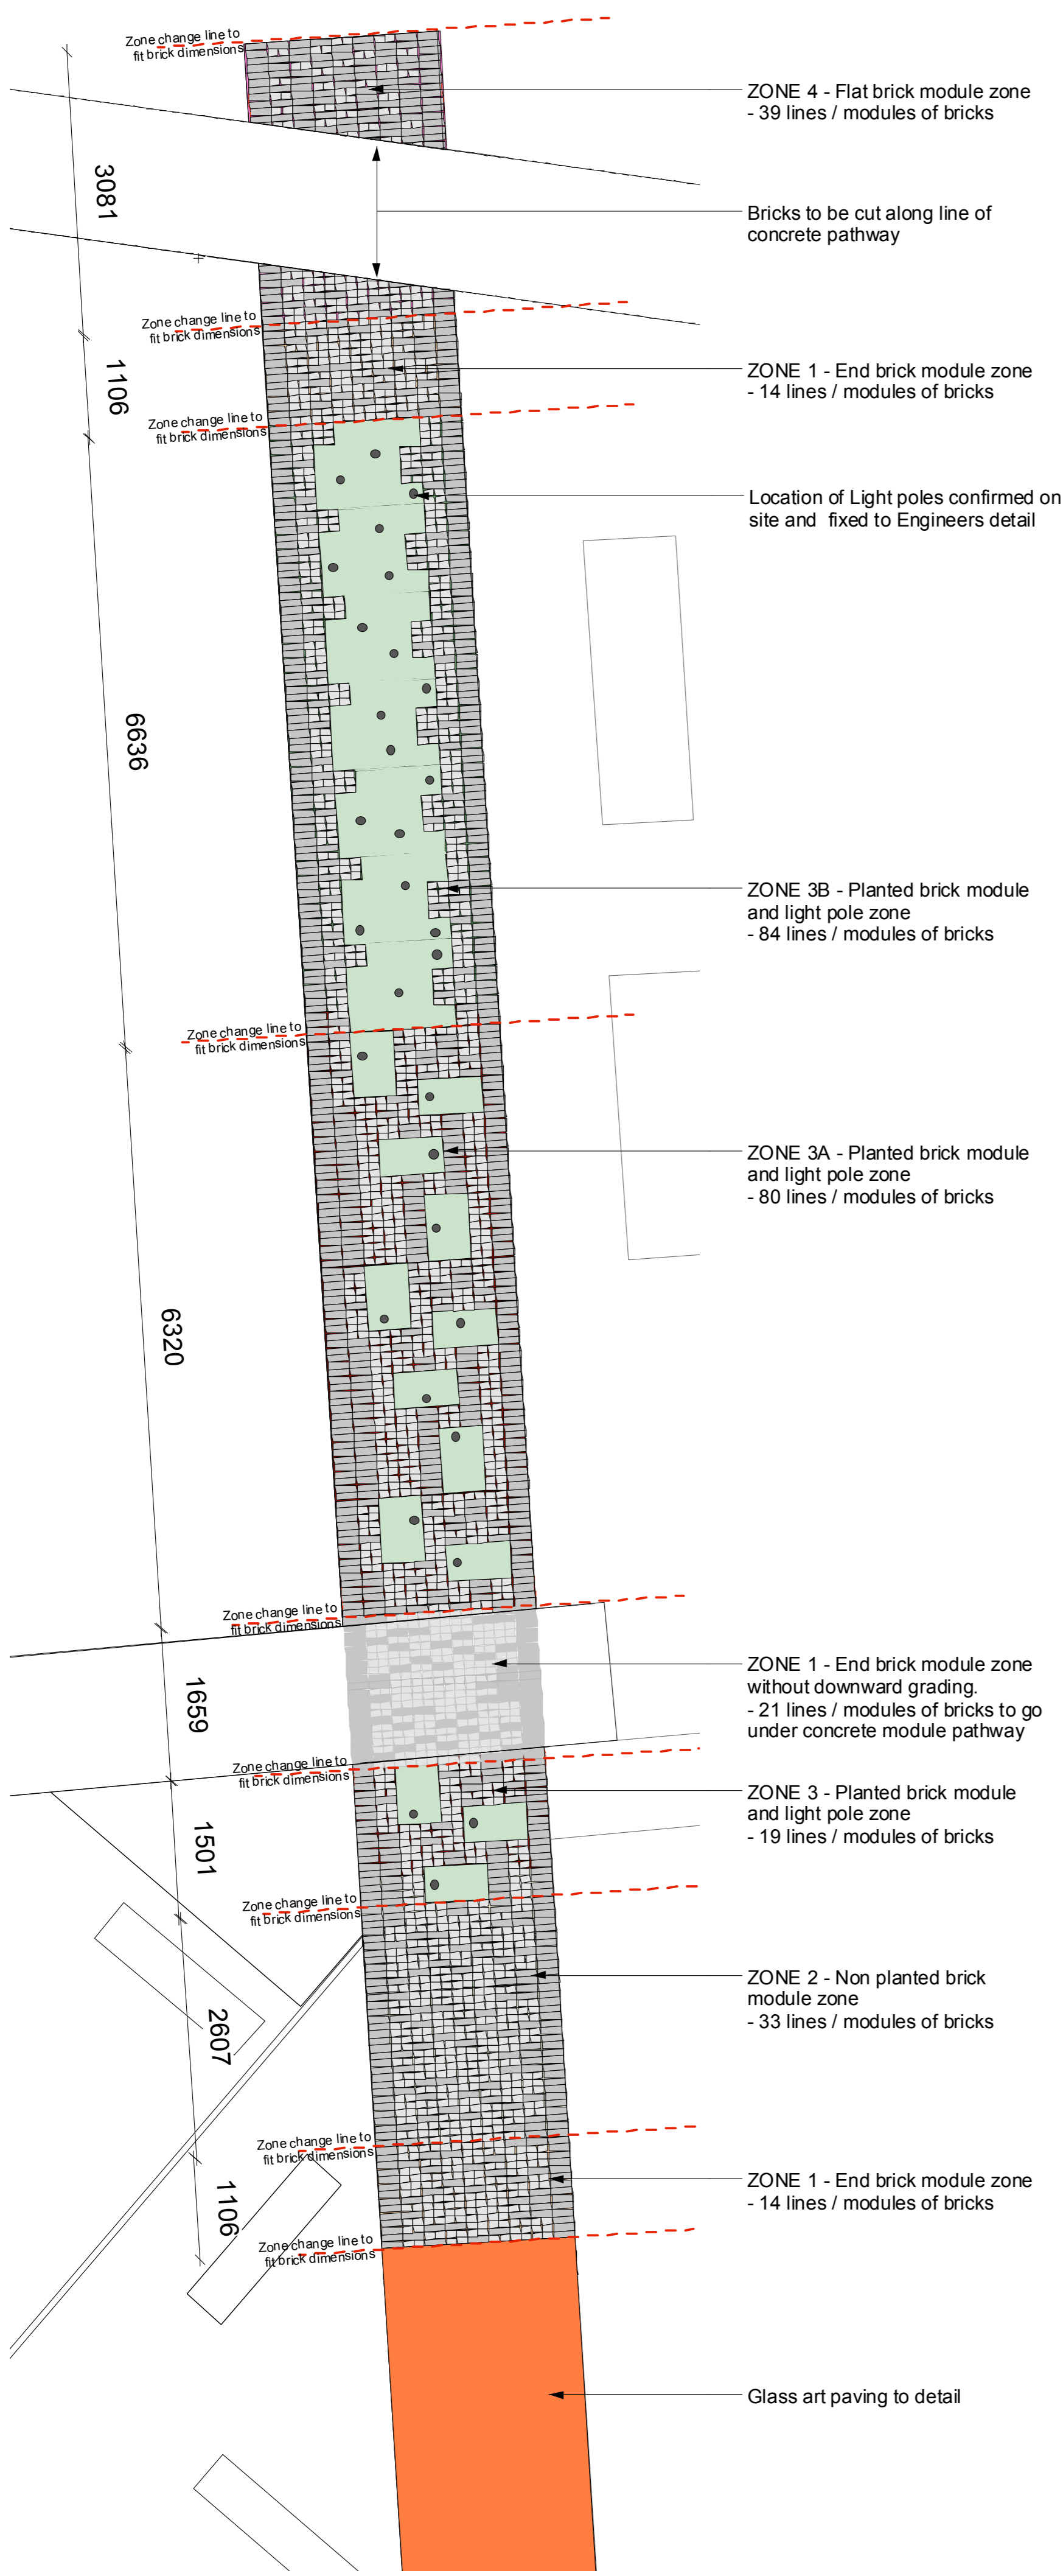 Zone change line to
fit brick dimensions
ZONE 4 - Flat brick module zone
- 39 lines / modules of bricks
3081
Bricks to be cut along line of
concrete pathway
Zone change line to
fit brick dimensions
1106
ZONE 1 - End brick module zone
- 14 lines / modules of bricks
Zone change line to
fit brick dimensions
Location of Light poles confirmed on
site and fixed to Engineers detail
6636
ZONE 3B - Planted brick module
and light pole zone
- 84 lines / modules of bricks
Zone change line to
fit brick dimensions
ZONE 3A - Planted brick module
and light pole zone
- 80 lines / modules of bricks
6320
Zone change line to
fit brick dimensions
ZONE 1 - End brick module zone
without downward grading.
- 21 lines / modules of bricks to go
under concrete module pathway
1659
Zone change line to
fit brick dimensions
ZONE 3 - Planted brick module
and light pole zone
- 19 lines / modules of bricks
1501
Zone change line to
fit brick dimensions
ZONE 2 - Non planted brick
module zone
- 33 lines / modules of bricks
2607
Zone change line to
fit brick dimensions
ZONE 1 - End brick module zone
- 14 lines / modules of bricks
1106
Zone change line to
fit brick dimensions
Glass art paving to detail